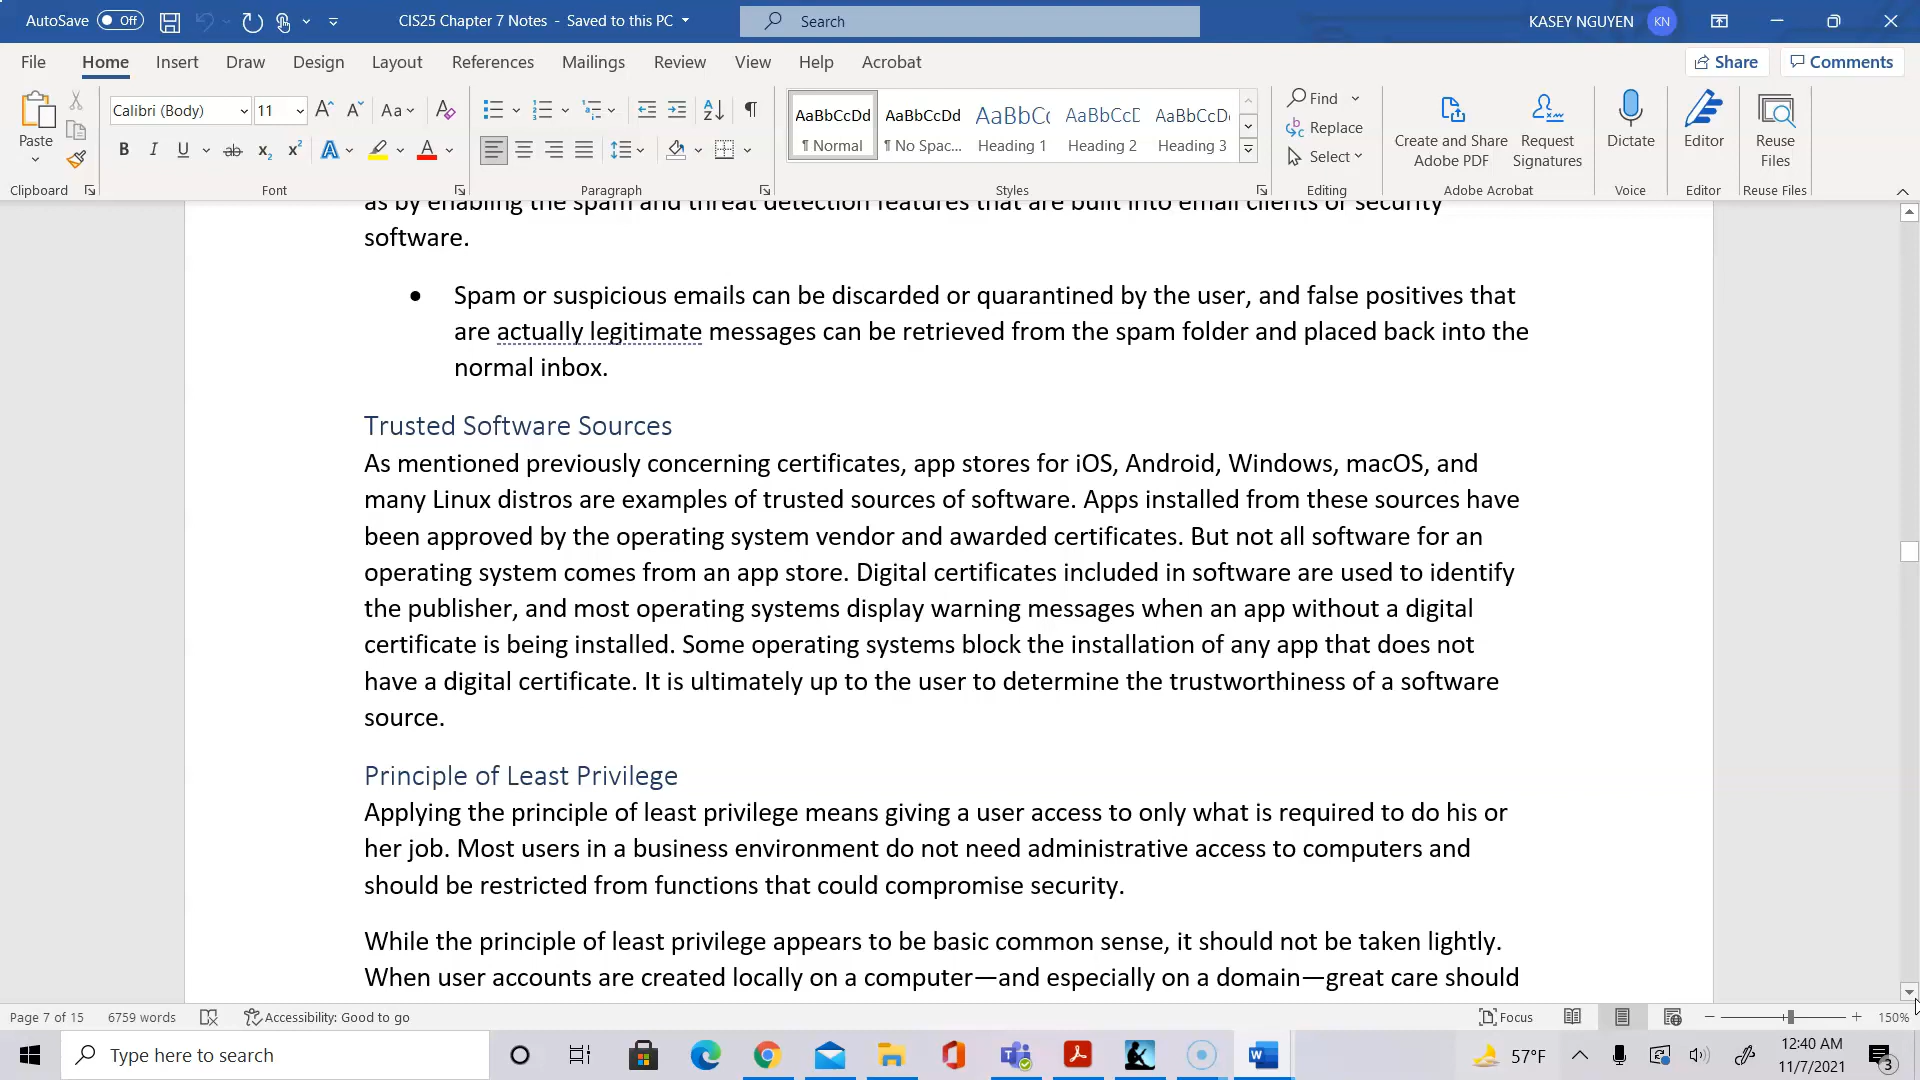 AutoSave Off CIS25 Chapter 7 Notes - Saved to this PC Search KASEY NGUYEN KN
File Home Insert Draw Design Layout References Mailings Review View Help Acrobat Share Comments
Paste
Clipboard
Calibri (Body) 11 Aa
B I U ab x2 x2 A A
Font
Paragraph
AaBbCcDd AaBbCcDd AaBbCc AaBbCcD AaBbCcD
¶ Normal ¶ No Spac... Heading 1 Heading 2 Heading 3
Styles
Find
Replace
Select
Editing
Create and Share Adobe PDF
Request Signatures
Adobe Acrobat
Dictate
Voice
Editor
Editor
Reuse Files
Reuse Files
as by enabling the spam and threat detection features that are built into email clients or security
software.
• Spam or suspicious emails can be discarded or quarantined by the user, and false positives that
are actually legitimate messages can be retrieved from the spam folder and placed back into the
normal inbox.
Trusted Software Sources
As mentioned previously concerning certificates, app stores for iOS, Android, Windows, macOS, and
many Linux distros are examples of trusted sources of software. Apps installed from these sources have
been approved by the operating system vendor and awarded certificates. But not all software for an
operating system comes from an app store. Digital certificates included in software are used to identify
the publisher, and most operating systems display warning messages when an app without a digital
certificate is being installed. Some operating systems block the installation of any app that does not
have a digital certificate. It is ultimately up to the user to determine the trustworthiness of a software
source.
Principle of Least Privilege
Applying the principle of least privilege means giving a user access to only what is required to do his or
her job. Most users in a business environment do not need administrative access to computers and
should be restricted from functions that could compromise security.
While the principle of least privilege appears to be basic common sense, it should not be taken lightly.
When user accounts are created locally on a computer—and especially on a domain—great care should
Page 7 of 15 6759 words Accessibility: Good to go Focus 150%
Type here to search 57°F 12:40 AM
11/7/2021 3